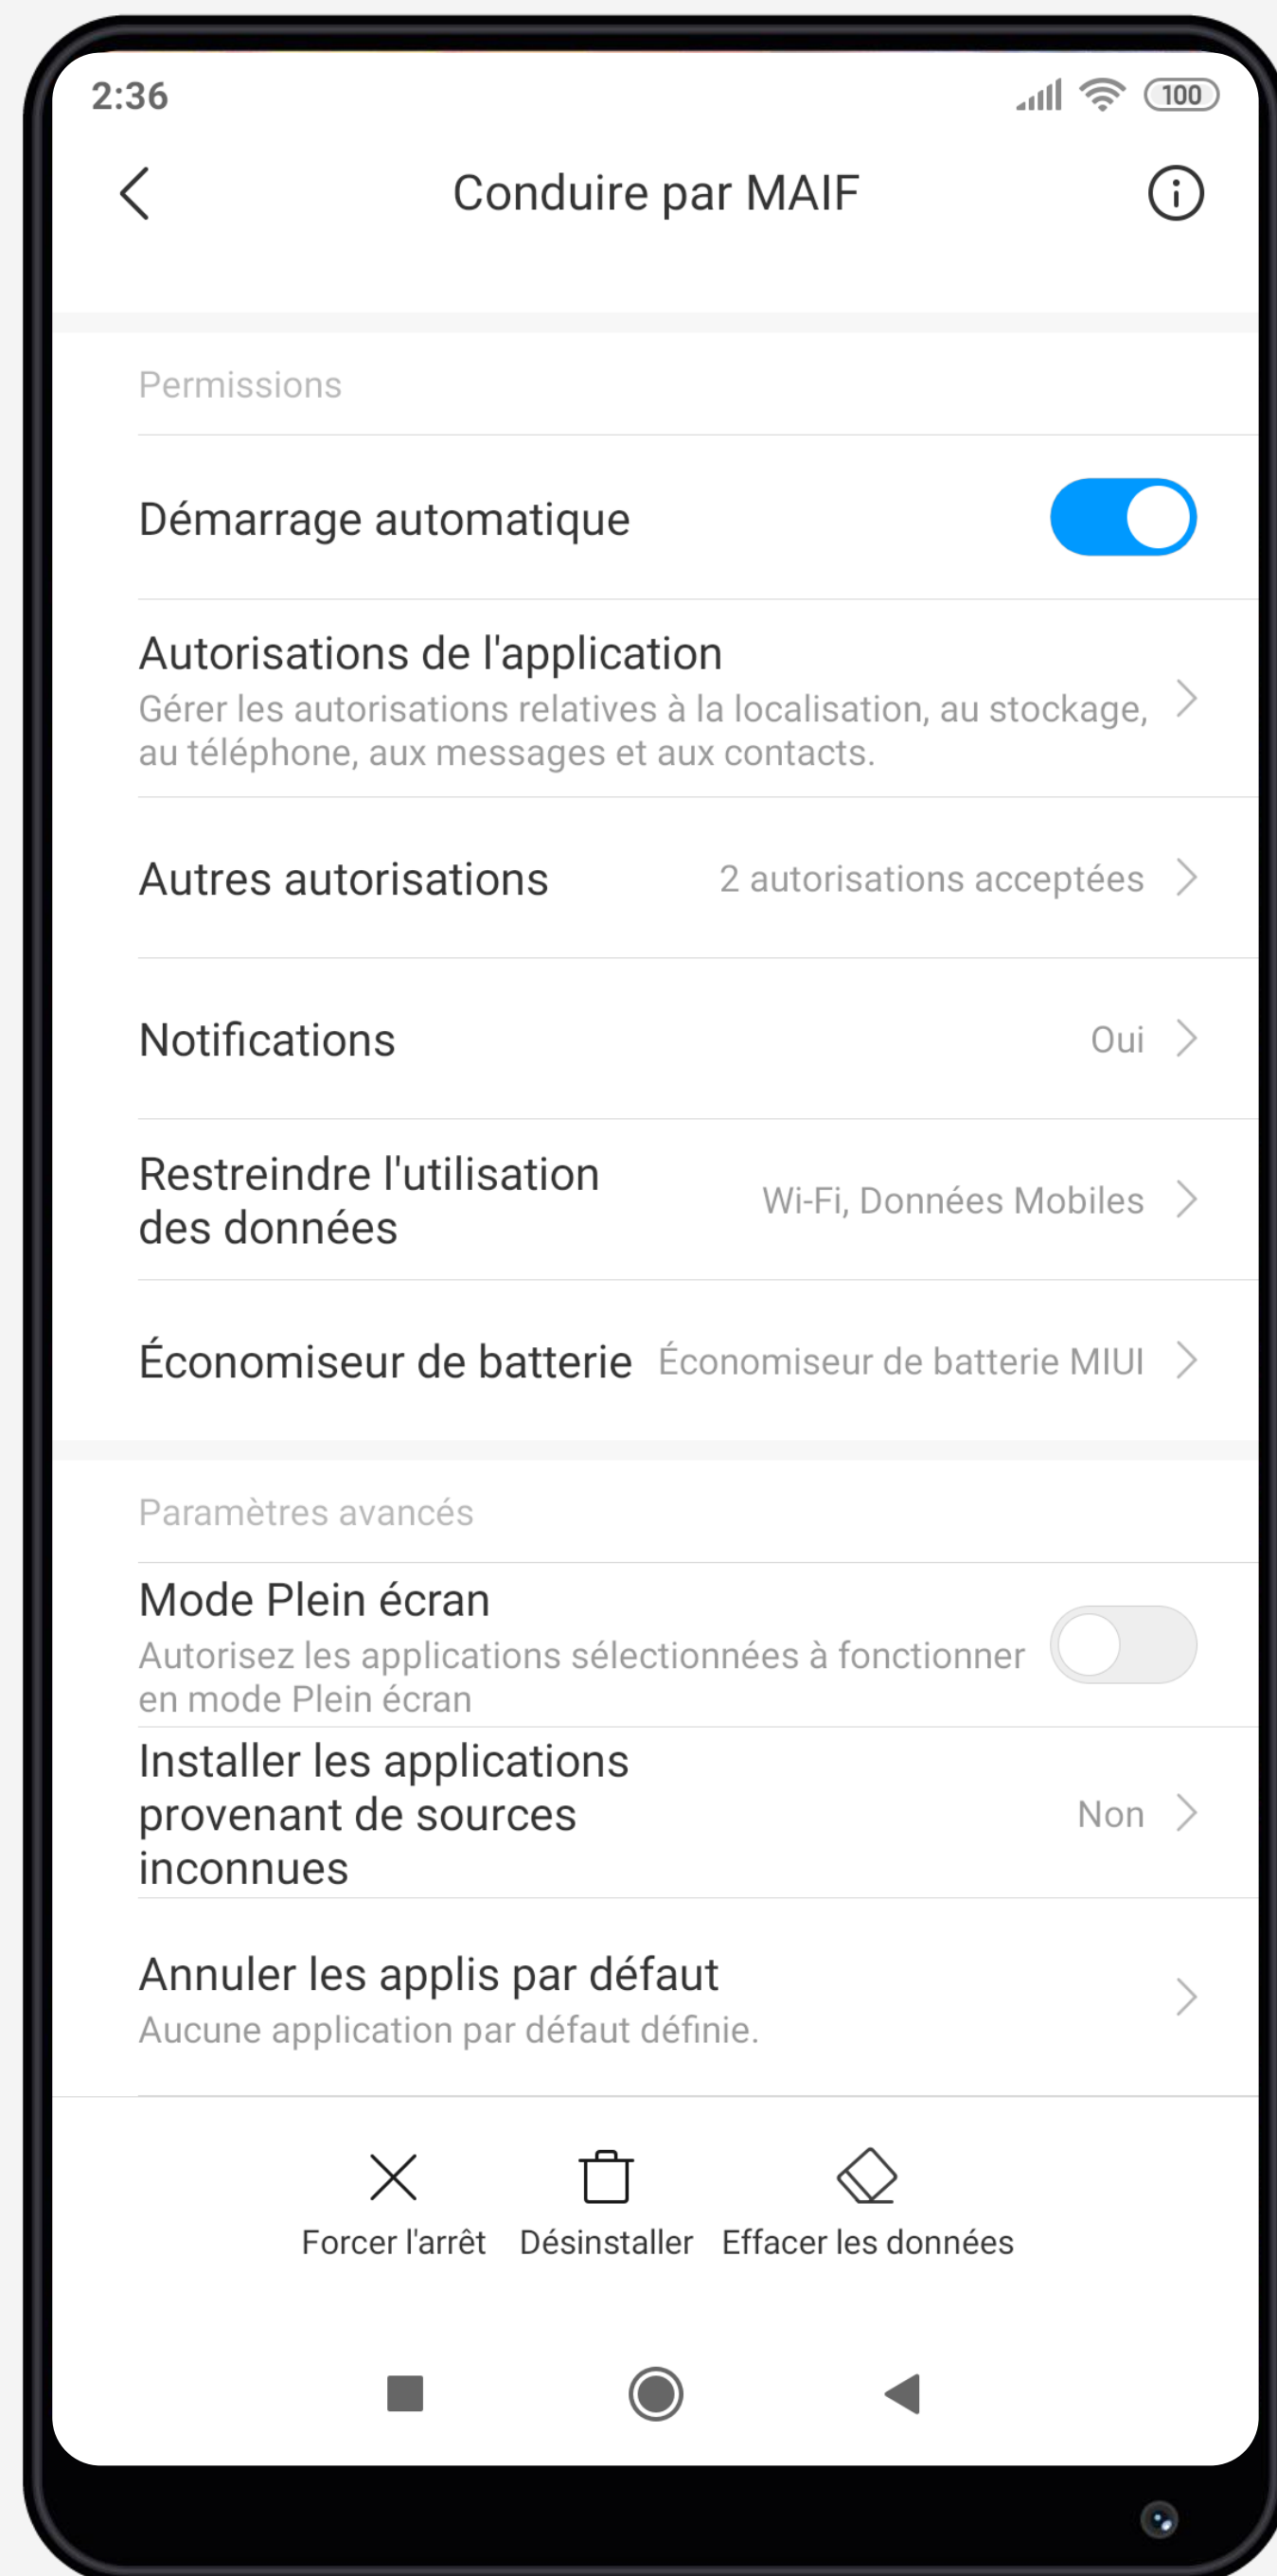 2:36
100
Conduire par MAIF
Permissions
Démarrage automatique
Autorisations de l'application
Gérer les autorisations relatives à la localisation, au stockage,
au téléphone, aux messages et aux contacts.
Autres autorisations
2 autorisations acceptées
Notifications
Oui
Restreindre l'utilisation
des données
Wi-Fi, Données Mobiles
Économiseur de batterie
Économiseur de batterie MIUI
Paramètres avancés
Mode Plein écran
Autorisez les applications sélectionnées à fonctionner
en mode Plein écran
Installer les applications
provenant de sources
inconnues
Non
Annuler les applis par défaut
Aucune application par défaut définie.
Forcer l'arrêt
Désinstaller
Effacer les données